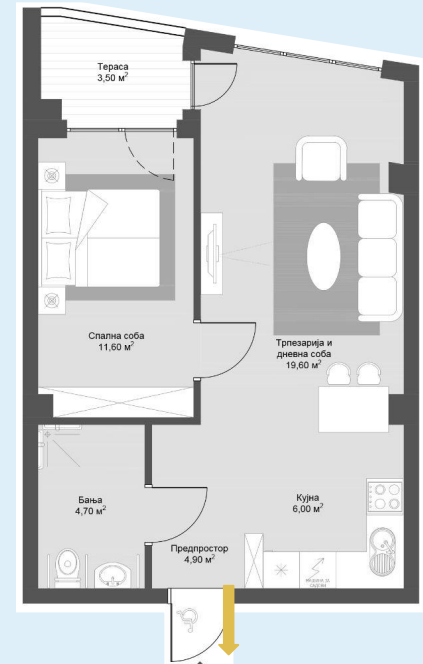 Тераса
3,50 м²
Спална соба
11,60 м²
Трпезарија и
дневна соба
19,60 м²
Бања
4,70 м²
Кујна
6,00 м²
Предпростор
4,90 м²